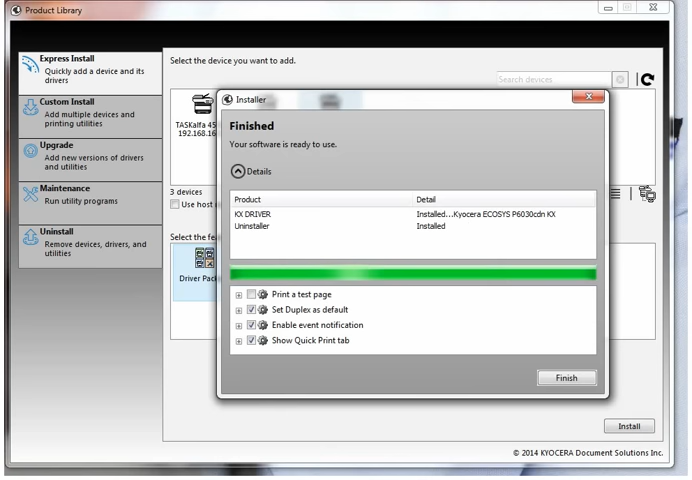 Product Library
Express Install
Quickly add a device and its
drivers
Custom Install
Add multiple devices and
printing utilities
Upgrade
Add new versions of drivers
and utilities
Maintenance
Run utility programs
Uninstall
Remove devices, drivers, and
utilities
Select the device you want to add.
Search devices
TASKalfa 45
192.168.16
3 devices
Use host
Select the fea
Driver Pac
Installer
Finished
Your software is ready to use.
Details
Product Detail
KX DRIVER Installed...Kyocera ECOSYS P6030cdn KX
Uninstaller Installed
Print a test page
Set Duplex as default
Enable event notification
Show Quick Print tab
Finish
Install
© 2014 KYOCERA Document Solutions Inc.